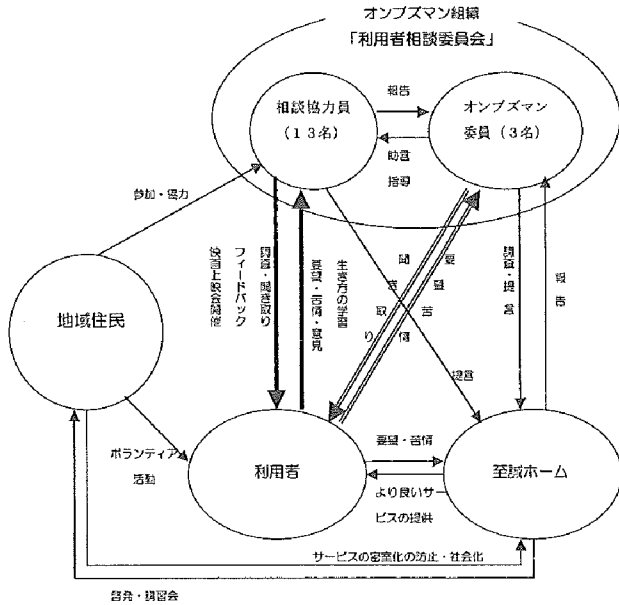 オンブズマン組織
「利用者相談委員会」
相談協力員
(13名)
報告
オンブズマン
委員(3名)
助言
指導
参加・協力
地域住民
映画上映会開催
フィードバック
調査・聞き取り
要望・苦情・意見
生き方の学習
聞き取り
要望苦情
調査・提言
報告
提言
ボランティア
活動
利用者
要望・苦情
至誠ホーム
より良いサー
ビスの提供
サービスの密室化の防止・社会化
啓発・講習会